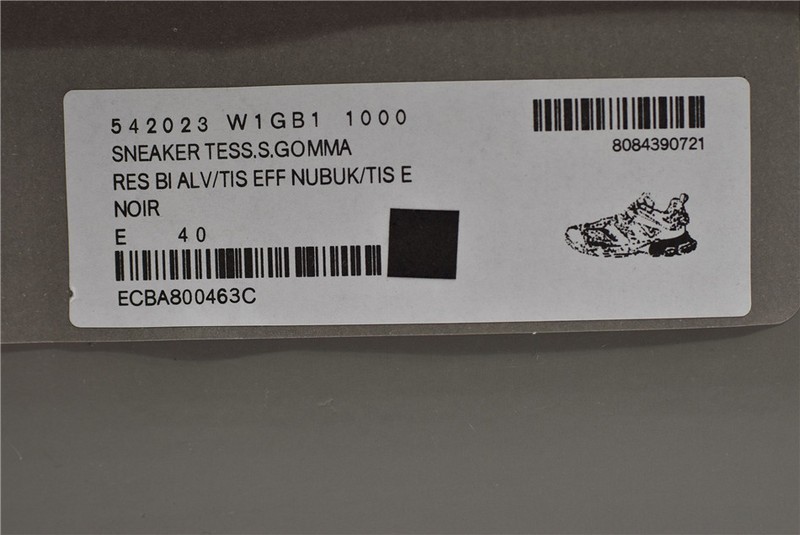 542023 W1GB1 1000
SNEAKER TESS.S.GOMMA
RES BI ALV/TIS EFF NUBUK/TIS E
NOIR
E 40
ECBA800463C
8084390721